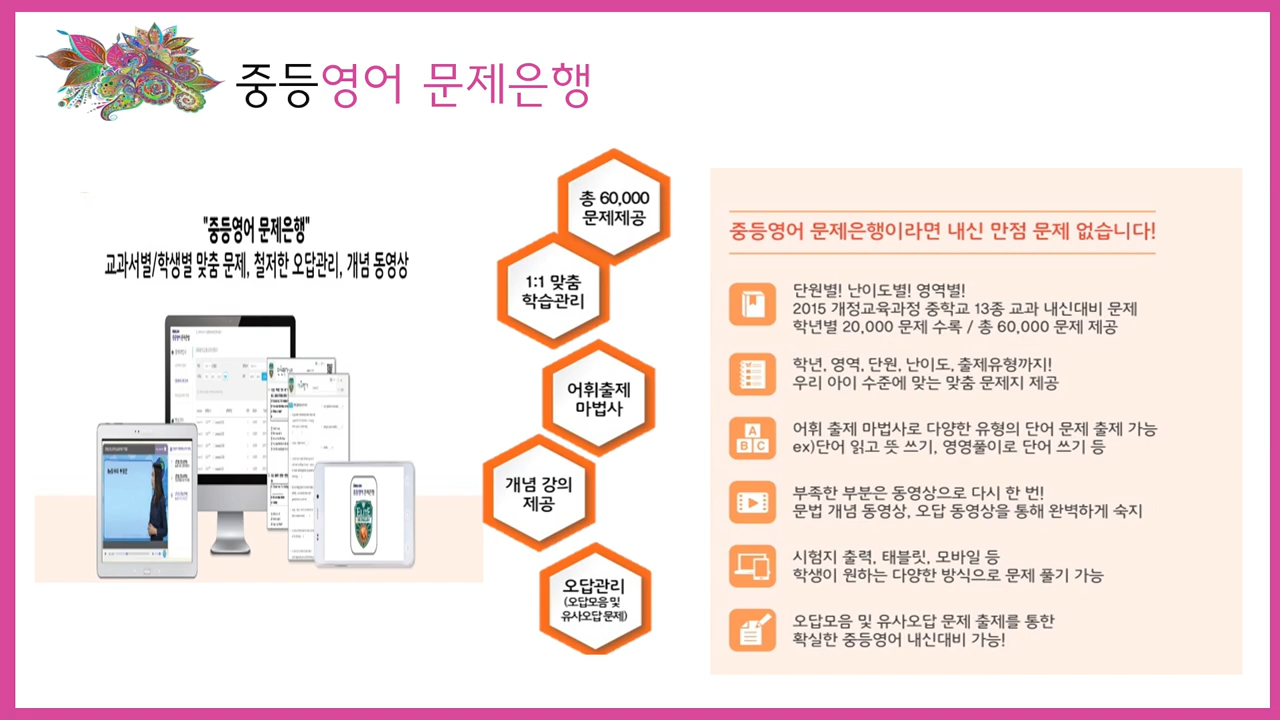 중등영어 문제은행
"중등영어 문제은행"
교과서별/학생별 맞춤 문제, 철저한 오답관리, 개념 동영상
총 60,000
문제제공
1:1 맞춤
학습관리
어휘출제
마법사
개념 강의
제공
오답관리
(오답모음 및
유사오답 문제)
중등영어 문제은행이라면 내신 만점 문제 없습니다!
단원별! 난이도별! 영역별!
2015 개정교육과정 중학교 13종 교과 내신대비 문제
학년별 20,000 문제 수록 / 총 60,000 문제 제공
학년, 영역, 단원, 난이도, 출제유형까지!
우리 아이 수준에 맞는 맞춤 문제지 제공
A
B C
어휘 출제 마법사로 다양한 유형의 단어 문제 출제 가능
ex)단어 읽고 뜻 쓰기, 영영풀이로 단어 쓰기 등
부족한 부분은 동영상으로 다시 한 번!
문법 개념 동영상, 오답 동영상을 통해 완벽하게 숙지
시험지 출력, 태블릿, 모바일 등
학생이 원하는 다양한 방식으로 문제 풀기 가능
오답모음 및 유사오답 문제 출제를 통한
확실한 중등영어 내신대비 가능!